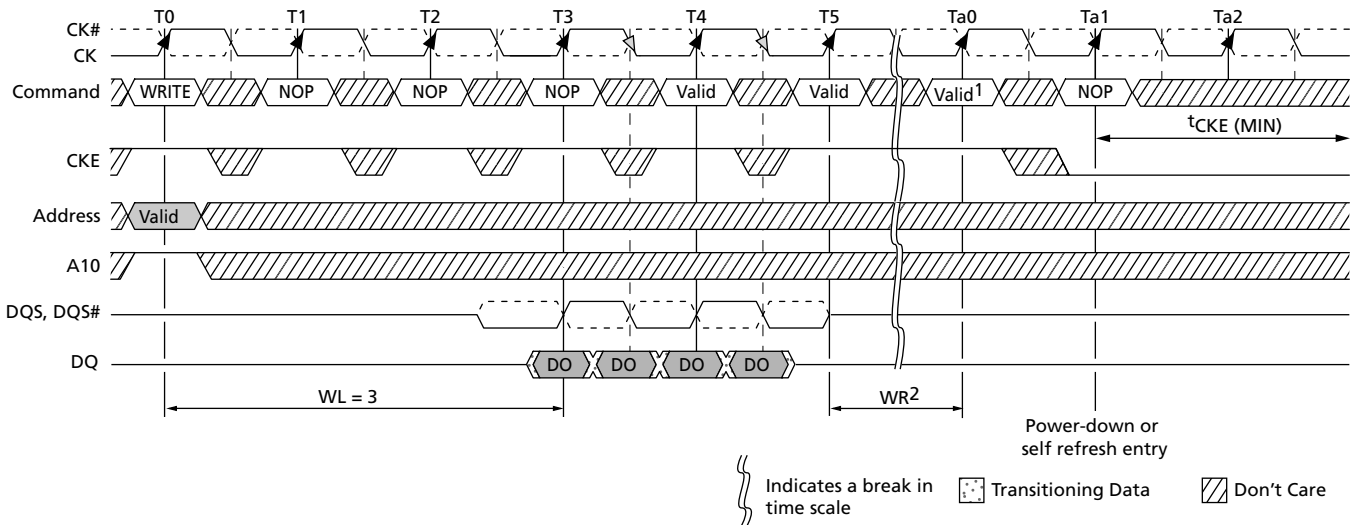 T0 T1 T2 T3 T4 T5 Ta0 Ta1 Ta2
CK#
CK
Command WRITE NOP NOP NOP Valid Valid Valid1 NOP
tCKE (MIN)
CKE
Address Valid
A10
DQS, DQS#
DQ DO DO DO DO
WL = 3 WR2
Power-down or
self refresh entry
Indicates a break in
time scale
Transitioning Data
Don't Care